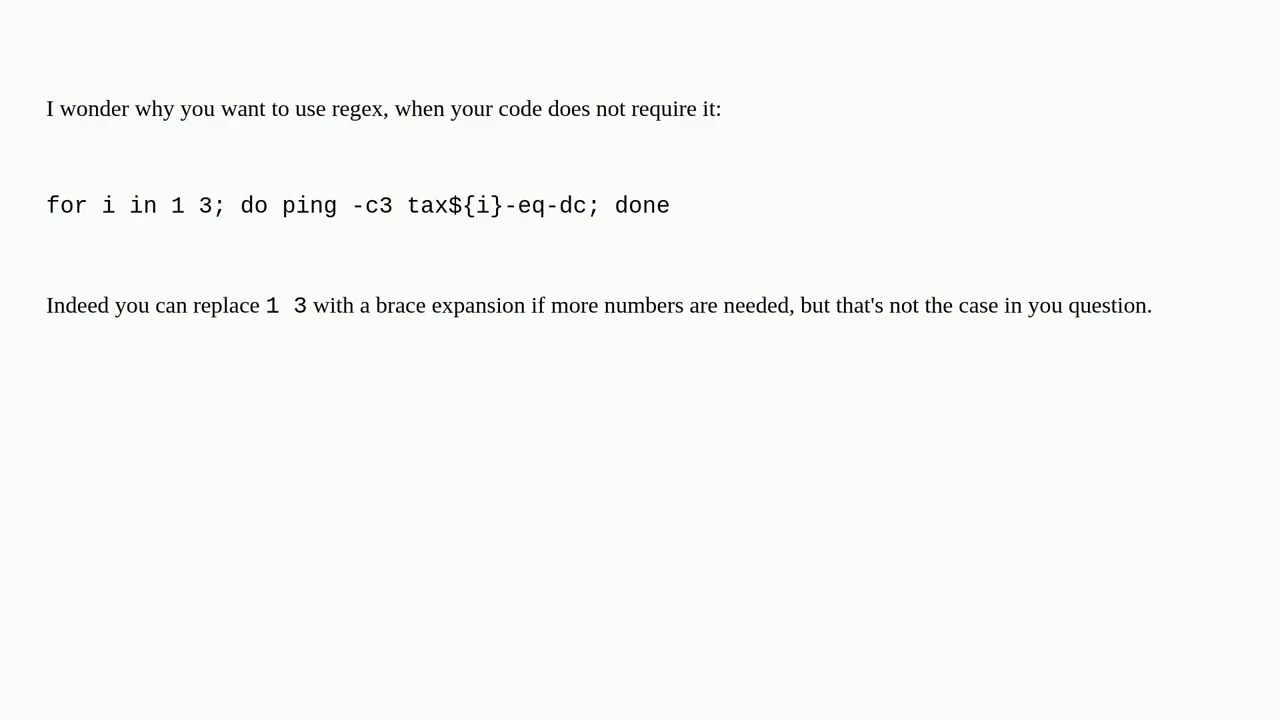 I wonder why you want to use regex, when your code does not require it:
for i in 1 3; do ping -c3 tax${i}-eq-dc; done
Indeed you can replace 1 3 with a brace expansion if more numbers are needed, but that's not the case in you question.